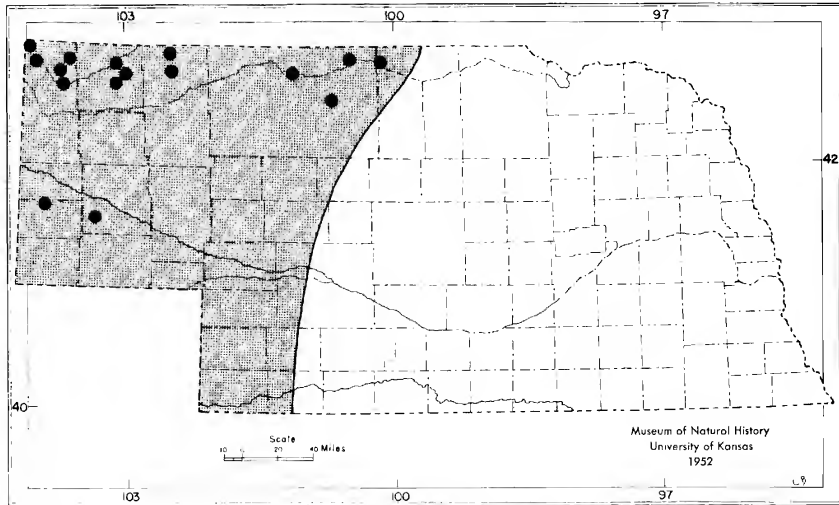 103 100 97
42
40
Scale
10 0 20 40 Miles
Museum of Natural History
University of Kansas
1952
LB
103 100 97